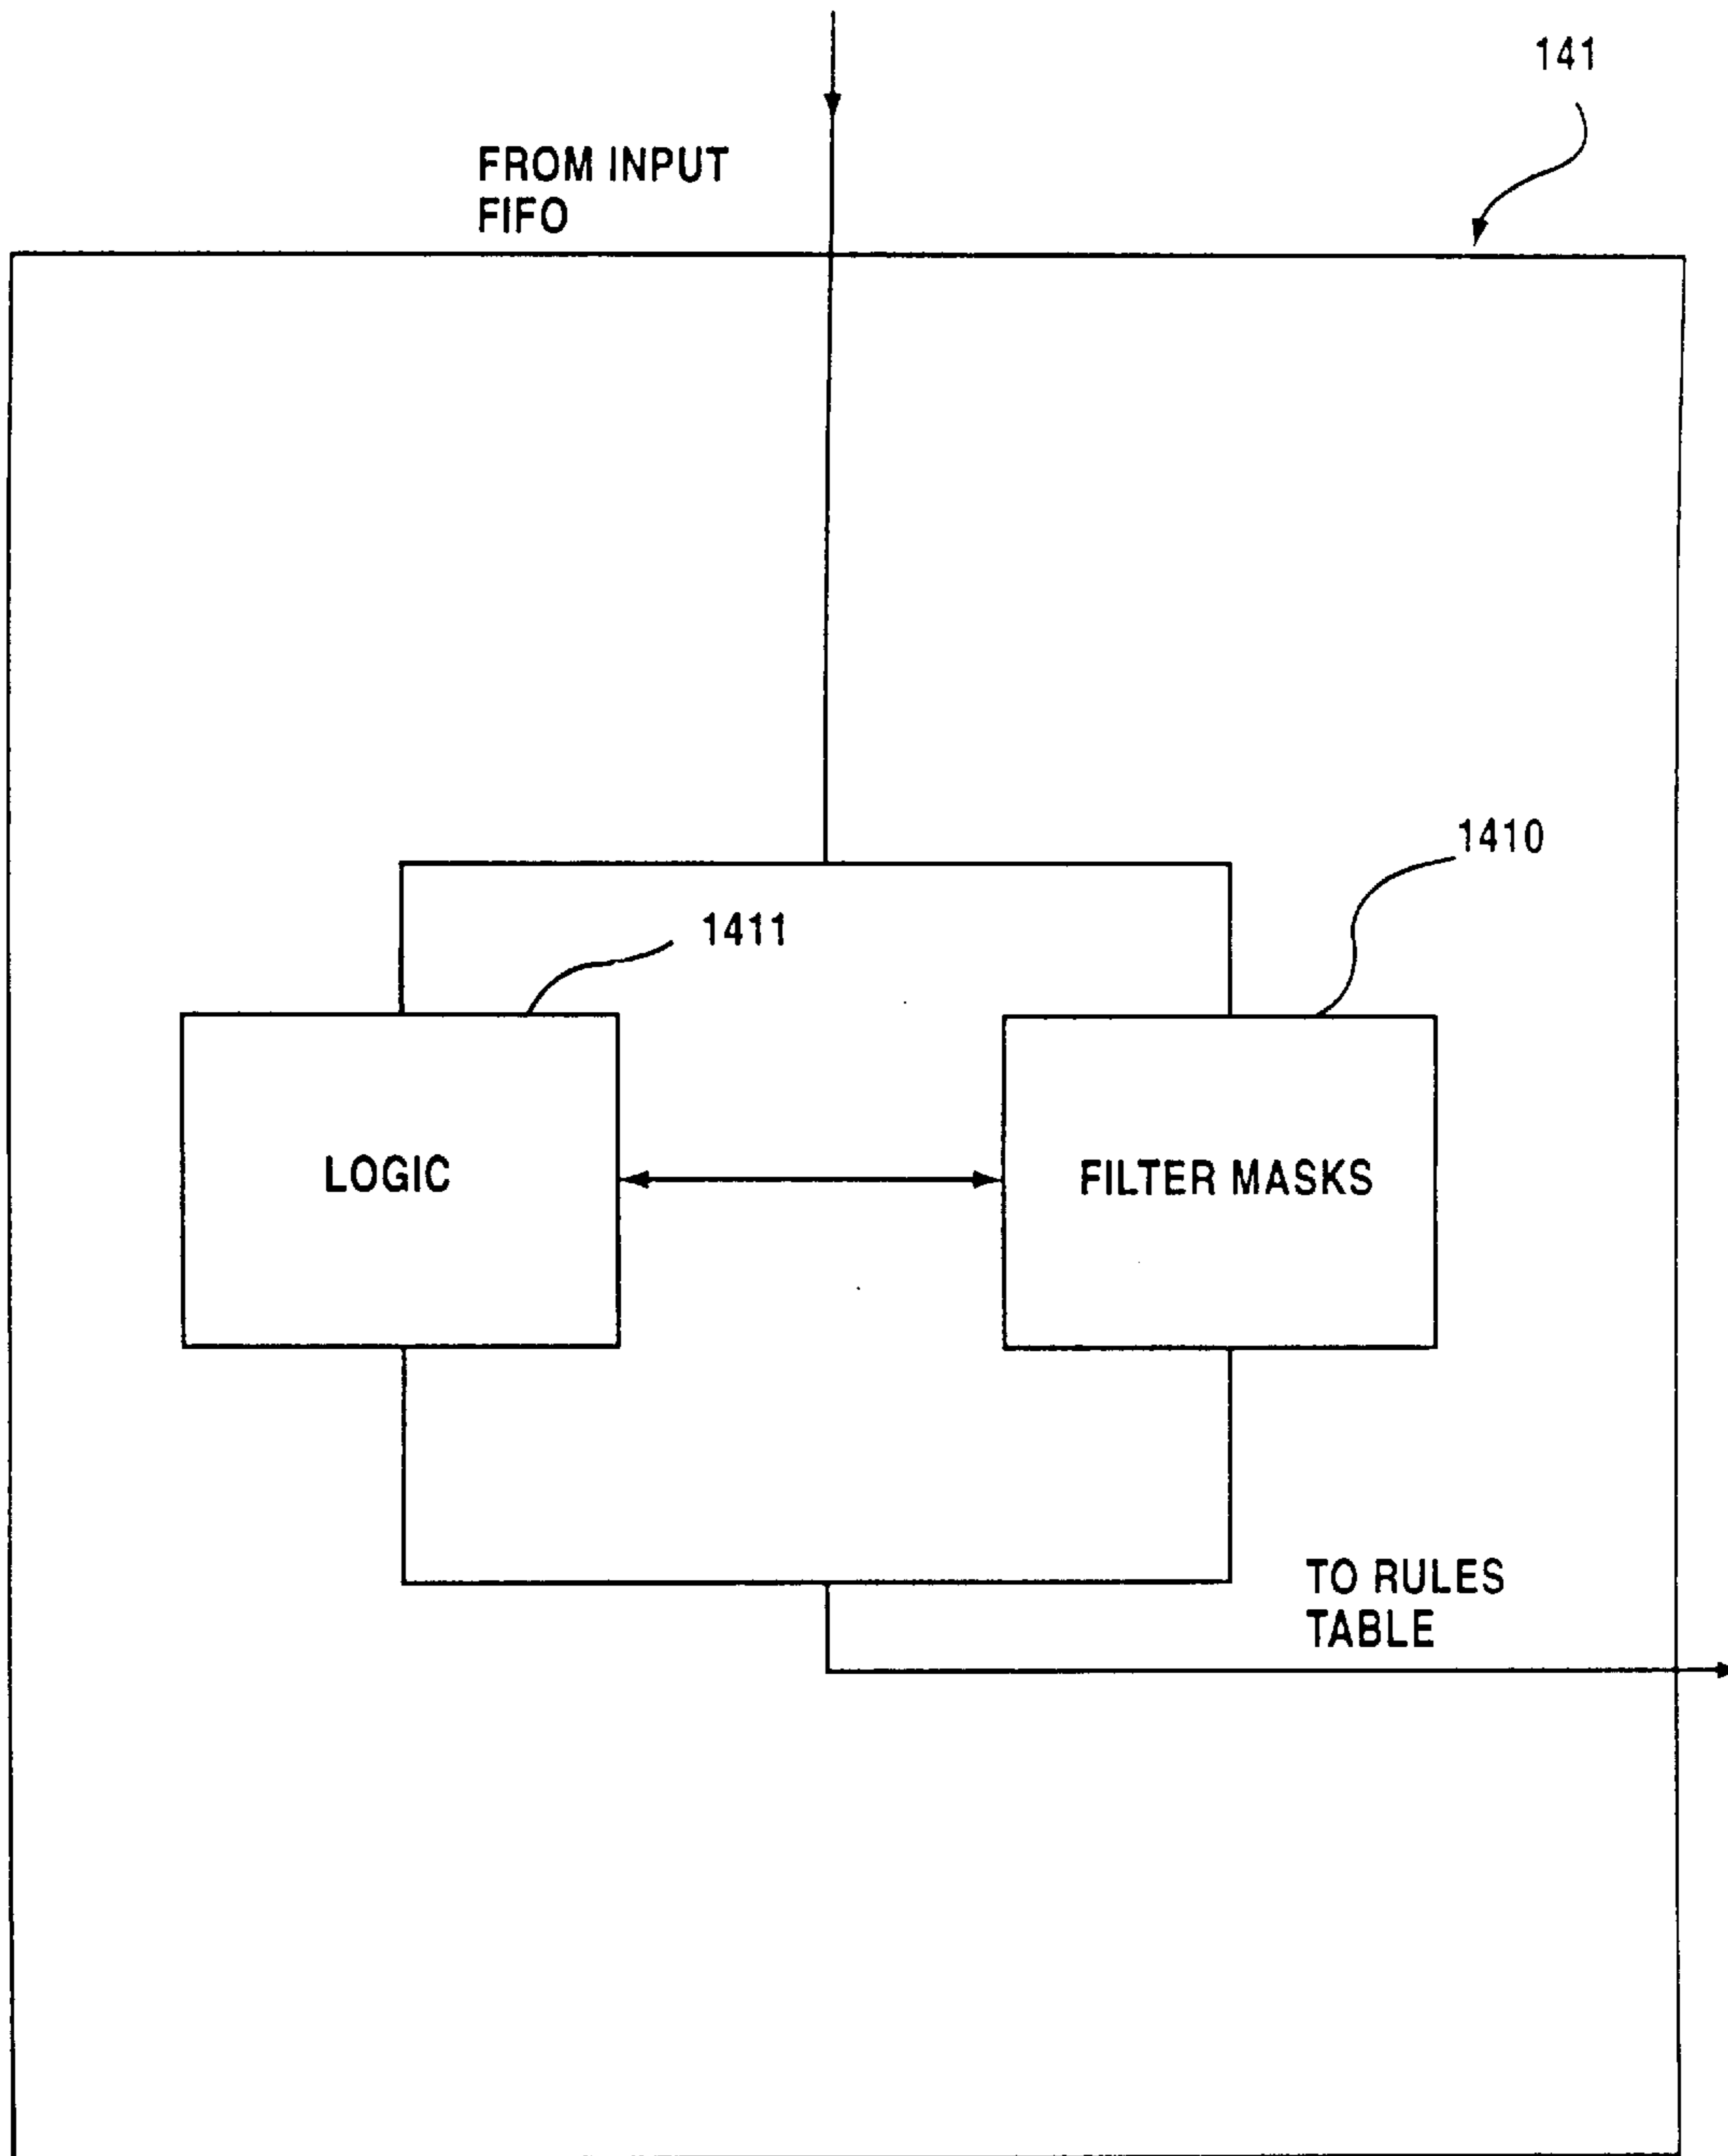 141
FROM INPUT
FIFO
1410
1411
LOGIC
FILTER MASKS
TO RULES
TABLE